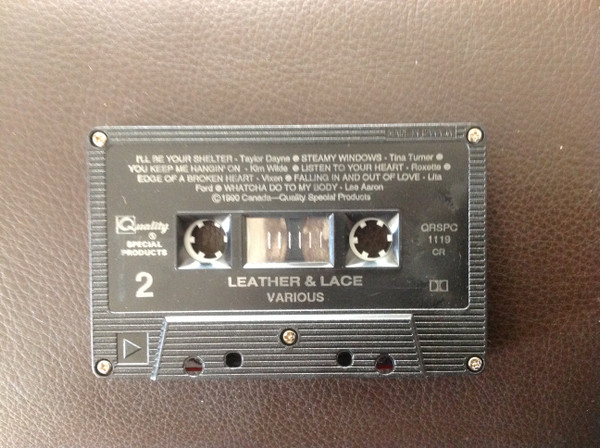 I'LL BE YOUR SHELTER - Taylor Dayne ● STEAMY WINDOWS - Tina Turner ●
YOU KEEP ME HANGIN' ON - Kim Wilde ● LISTEN TO YOUR HEART - Roxette ●
EDGE OF A BROKEN HEART - Vixen ● FALLING IN AND OUT OF LOVE - Lita
Ford ● WHATCHA DO TO MY BODY - Lee Aaron
©1990 Canada—Quality Special Products
Quality
SPECIAL
PRODUCTS
QRSPC
1119
CR
2
LEATHER & LACE
VARIOUS